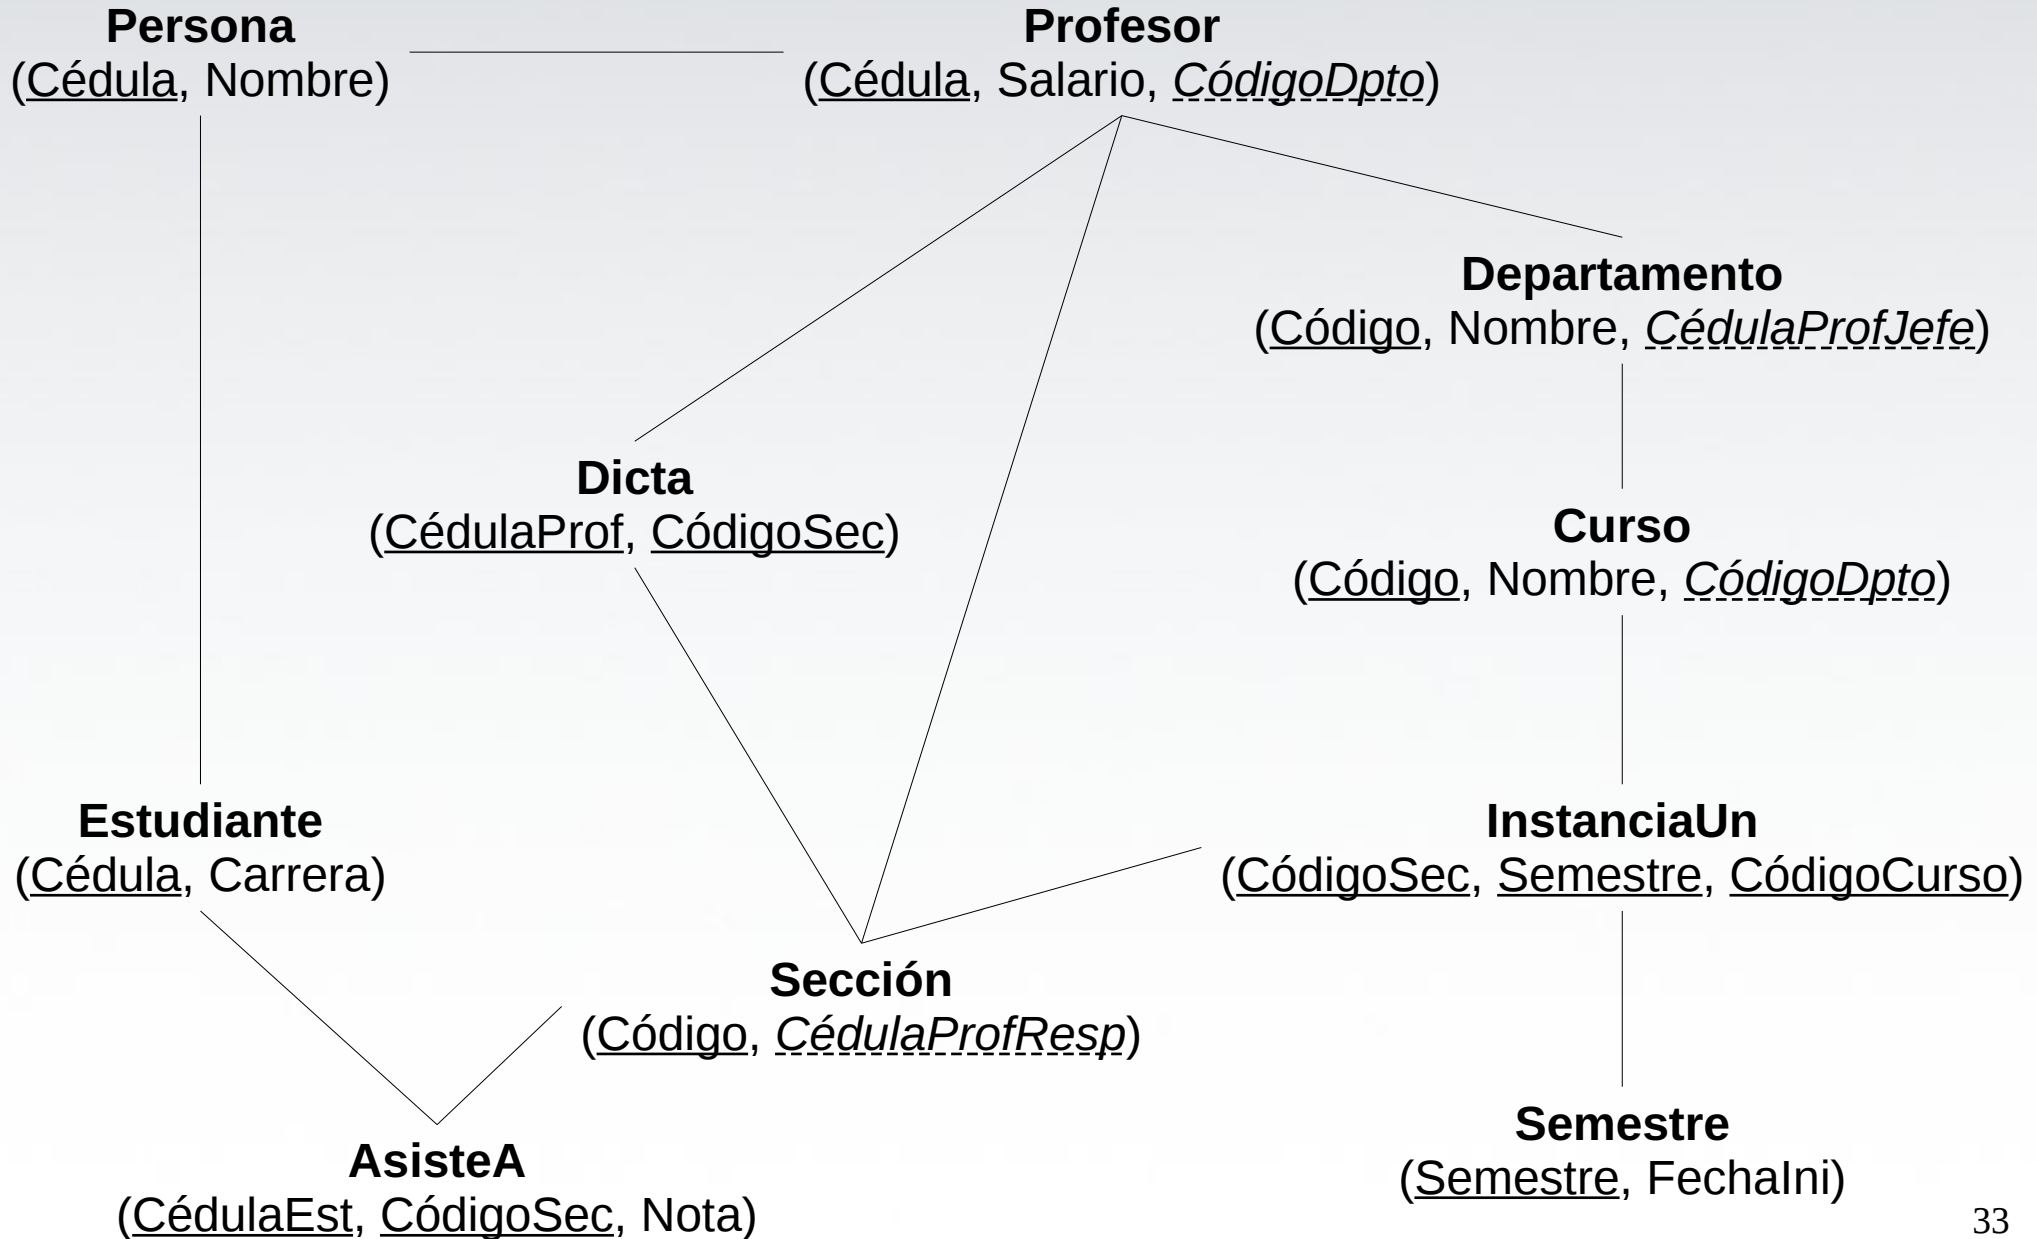 Persona
(Cédula, Nombre)
Profesor
(Cédula, Salario, CódigoDpto)
Departamento
(Código, Nombre, CédulaProfJefe)
Dicta
(CédulaProf, CódigoSec)
Curso
(Código, Nombre, CódigoDpto)
Estudiante
(Cédula, Carrera)
InstanciaUn
(CódigoSec, Semestre, CódigoCurso)
Sección
(Código, CédulaProfResp)
AsisteA
(CédulaEst, CódigoSec, Nota)
Semestre
(Semestre, FechaIni)
33